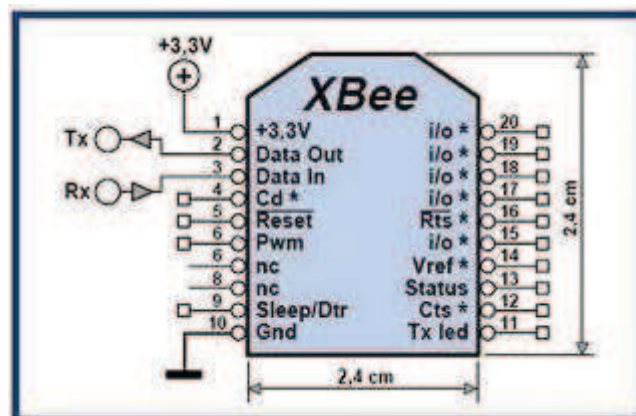 +3,3V
XBee
1 +3.3V i/o * 20
Tx 2 Data Out i/o * 19
Rx 3 Data In i/o * 18
4 Cd * i/o * 17
5 Reset Rts * 16
6 Pwm i/o * 15
6 nc Vref * 14
8 nc Status 13
9 Sleep/Dtr Cts * 12
10 Gnd Tx led 11
2,4 cm
2,4 cm